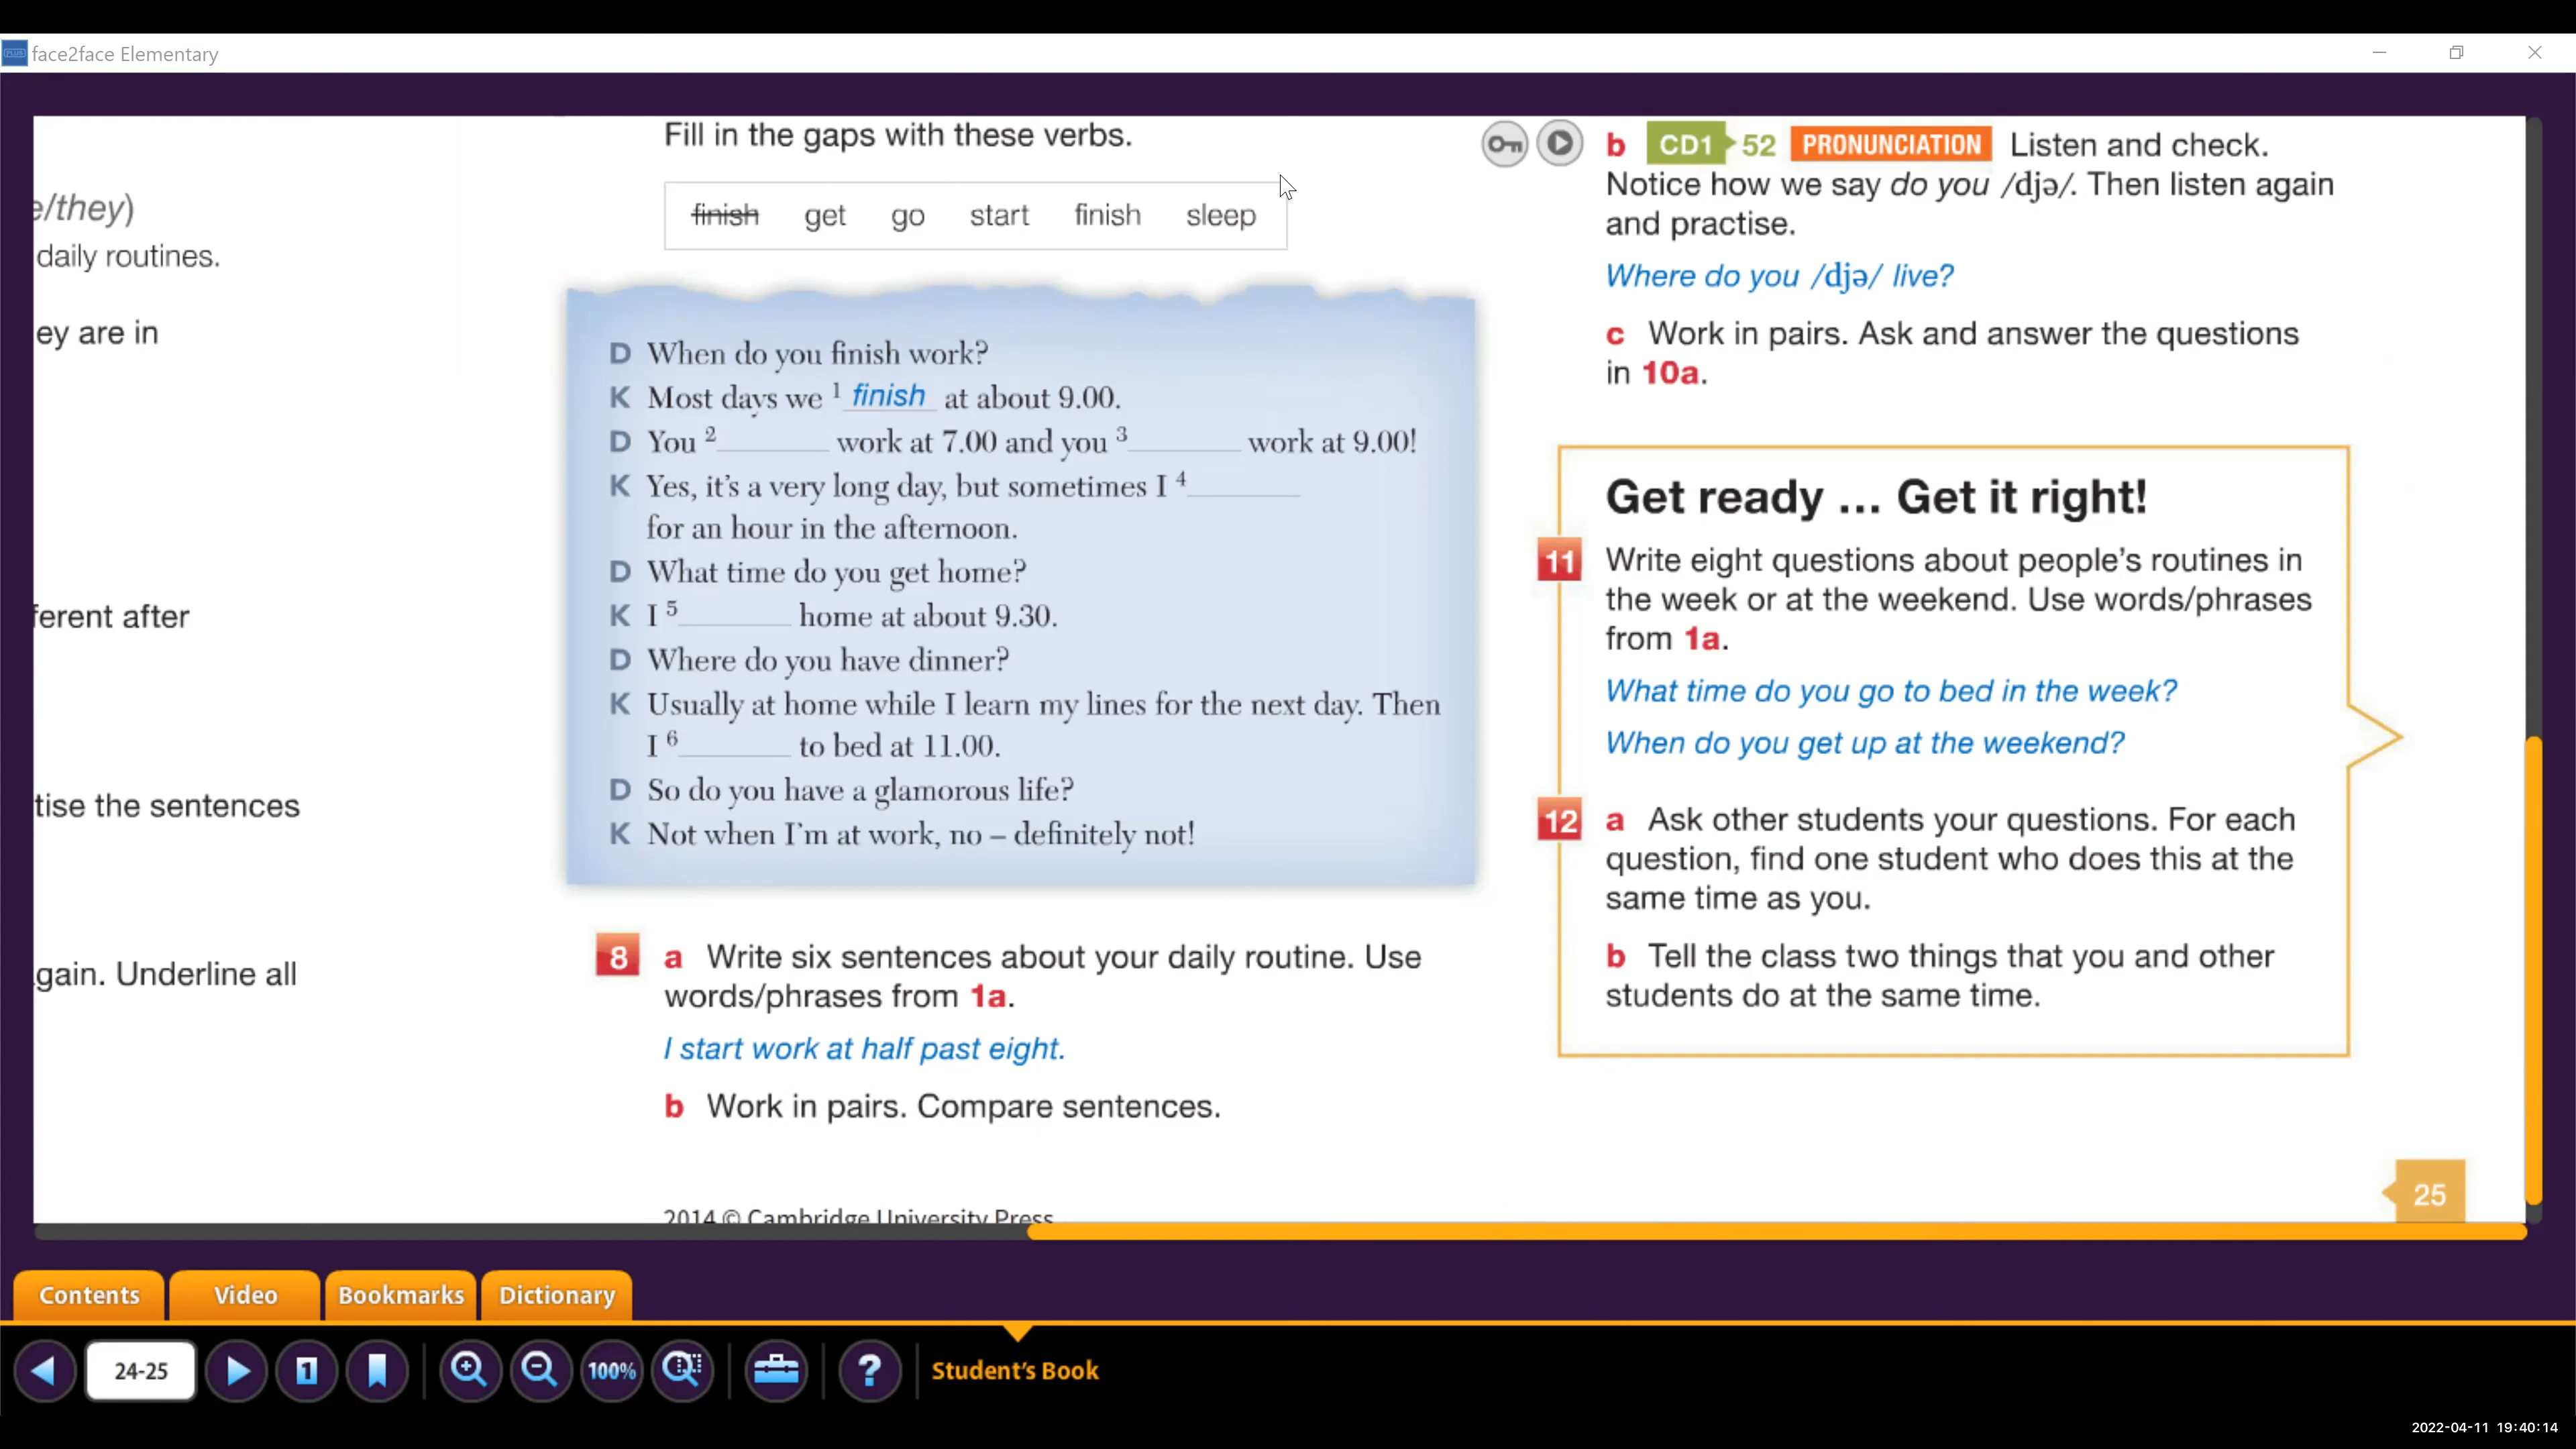 face2face Elementary
e/they)
daily routines.
ey are in
ferent after
tise the sentences
gain. Underline all
Fill in the gaps with these verbs.
finish get go start finish sleep
D When do you finish work?
K Most days we 1 finish at about 9.00.
D You 2________ work at 7.00 and you 3________ work at 9.00!
K Yes, it's a very long day, but sometimes I 4________
for an hour in the afternoon.
D What time do you get home?
K I 5________ home at about 9.30.
D Where do you have dinner?
K Usually at home while I learn my lines for the next day. Then
I 6________ to bed at 11.00.
D So do you have a glamorous life?
K Not when I'm at work, no – definitely not!
8 a Write six sentences about your daily routine. Use
words/phrases from 1a.
I start work at half past eight.
b Work in pairs. Compare sentences.
2014 © Cambridge University Press
b CD1 52 PRONUNCIATION Listen and check.
Notice how we say do you /djə/. Then listen again
and practise.
Where do you /djə/ live?
c Work in pairs. Ask and answer the questions
in 10a.
Get ready ... Get it right!
11 Write eight questions about people's routines in
the week or at the weekend. Use words/phrases
from 1a.
What time do you go to bed in the week?
When do you get up at the weekend?
12 a Ask other students your questions. For each
question, find one student who does this at the
same time as you.
b Tell the class two things that you and other
students do at the same time.
25
Contents Video Bookmarks Dictionary
24-25 1 100% ? Student's Book
2022-04-11 19:40:14